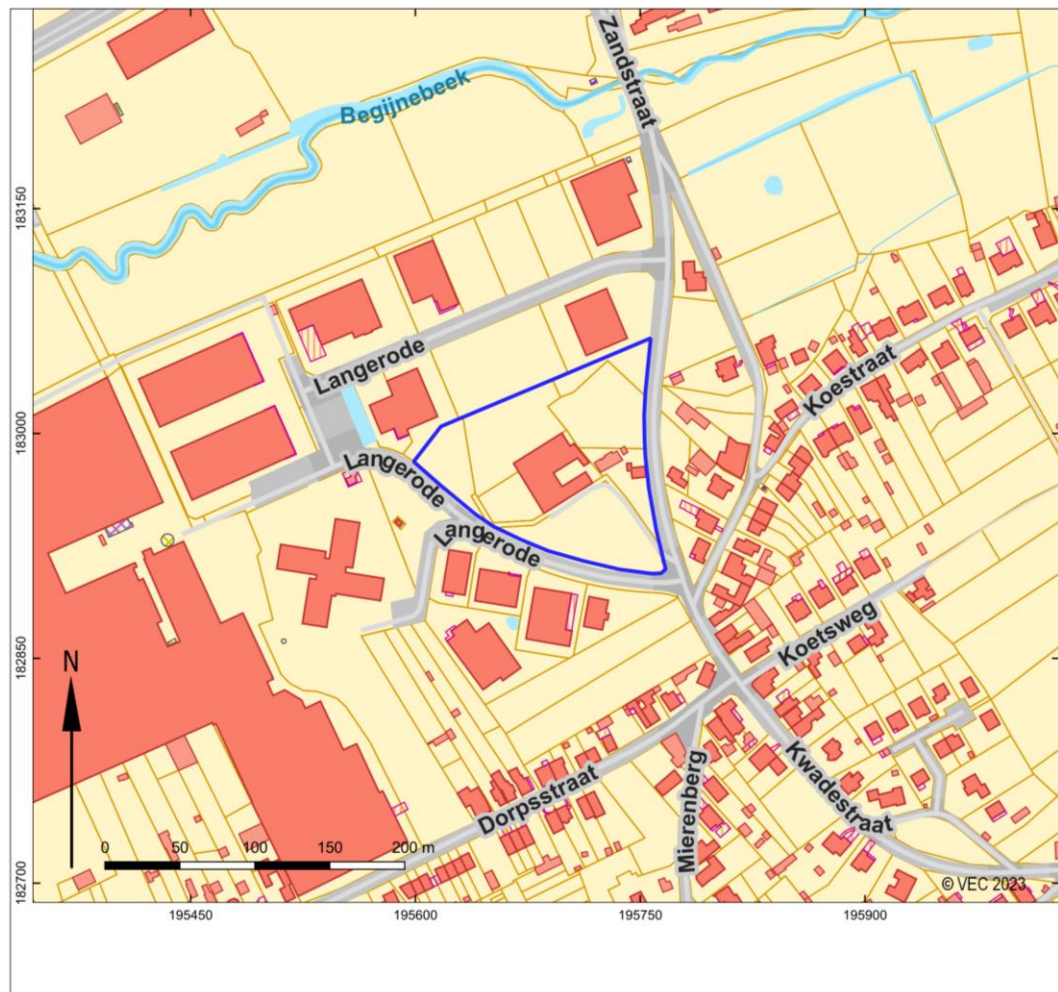 Zandstraat
Begijnebeek
183150
Langerode
Koestraat
183000
Langerode
Langerode
Koetsweg
182850
N
Kwadestraat
Dorpsstraat
Mierenberg
0 50 100 150 200 m
© VEC 2023
182700
195450 195600 195750 195900